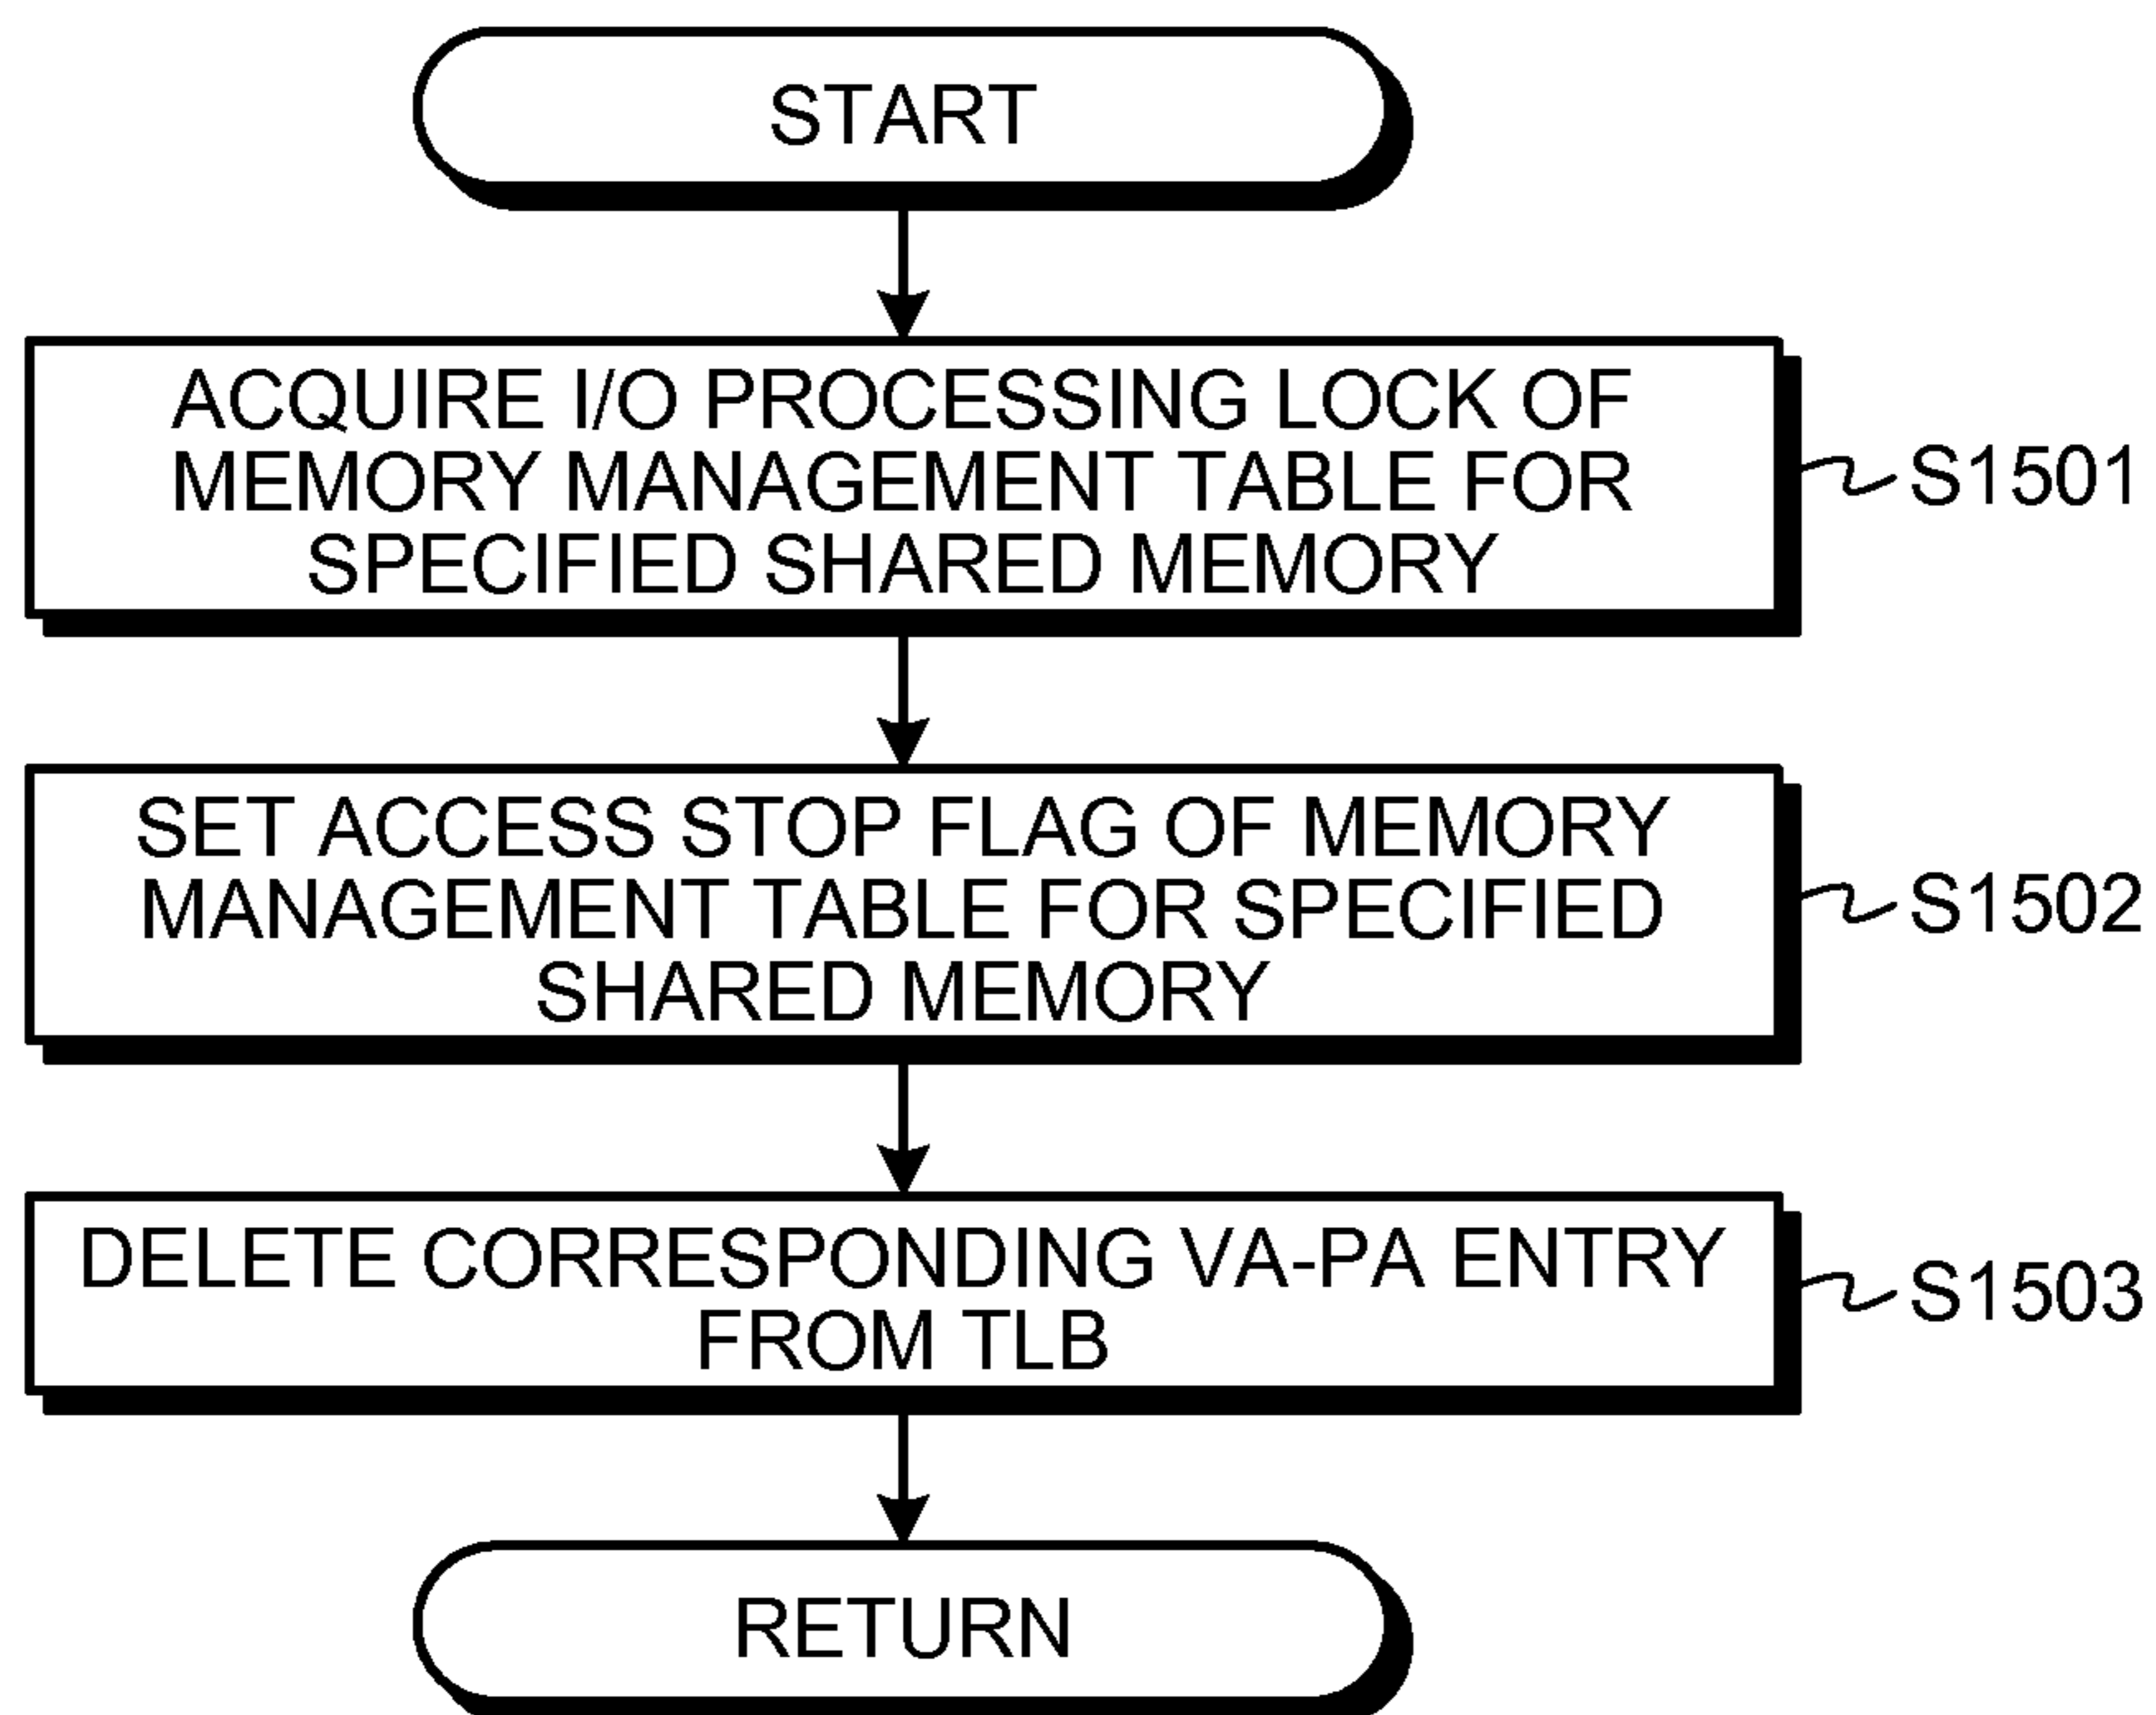 START
ACQUIRE I/O PROCESSING LOCK OF
MEMORY MANAGEMENT TABLE FOR
SPECIFIED SHARED MEMORY
S1501
SET ACCESS STOP FLAG OF MEMORY
MANAGEMENT TABLE FOR SPECIFIED
SHARED MEMORY
S1502
DELETE CORRESPONDING VA-PA ENTRY
FROM TLB
S1503
RETURN